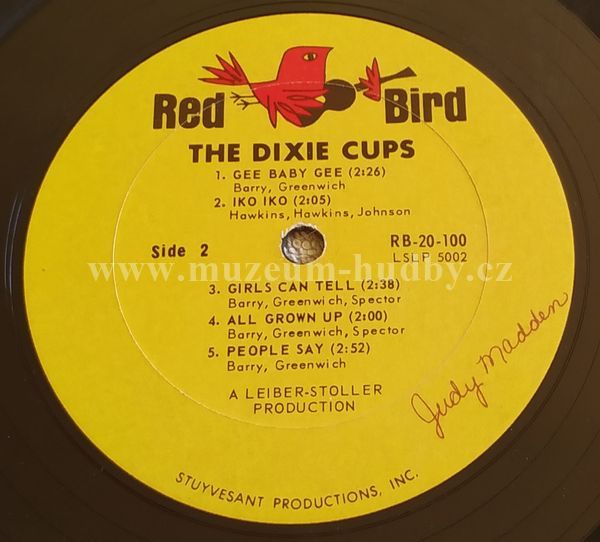 Red Bird
THE DIXIE CUPS
1. GEE BABY GEE (2:26)
Barry, Greenwich
2. IKO IKO (2:05)
Hawkins, Hawkins, Johnson
Side 2
RB-20-100
LSLP 5002
www.muzeum-hudby.cz
3. GIRLS CAN TELL (2:38)
Barry, Greenwich, Spector
4. ALL GROWN UP (2:00)
Barry, Greenwich, Spector
5. PEOPLE SAY (2:52)
Barry, Greenwich
A LEIBER-STOLLER
PRODUCTION
Judy Madden
STUYVESANT PRODUCTIONS, INC.